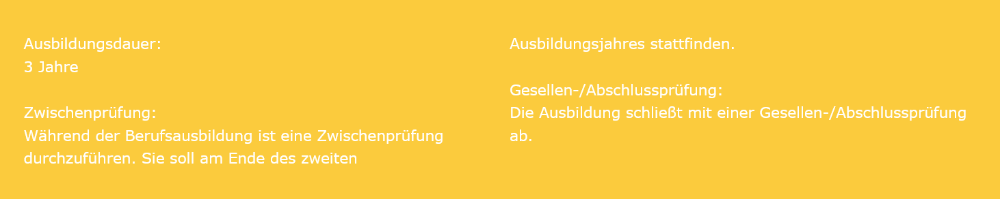 Ausbildungsdauer:
3 Jahre
Zwischenprüfung:
Während der Berufsausbildung ist eine Zwischenprüfung
durchzuführen. Sie soll am Ende des zweiten
Ausbildungsjahres stattfinden.
Gesellen-/Abschlussprüfung:
Die Ausbildung schließt mit einer Gesellen-/Abschlussprüfung
ab.